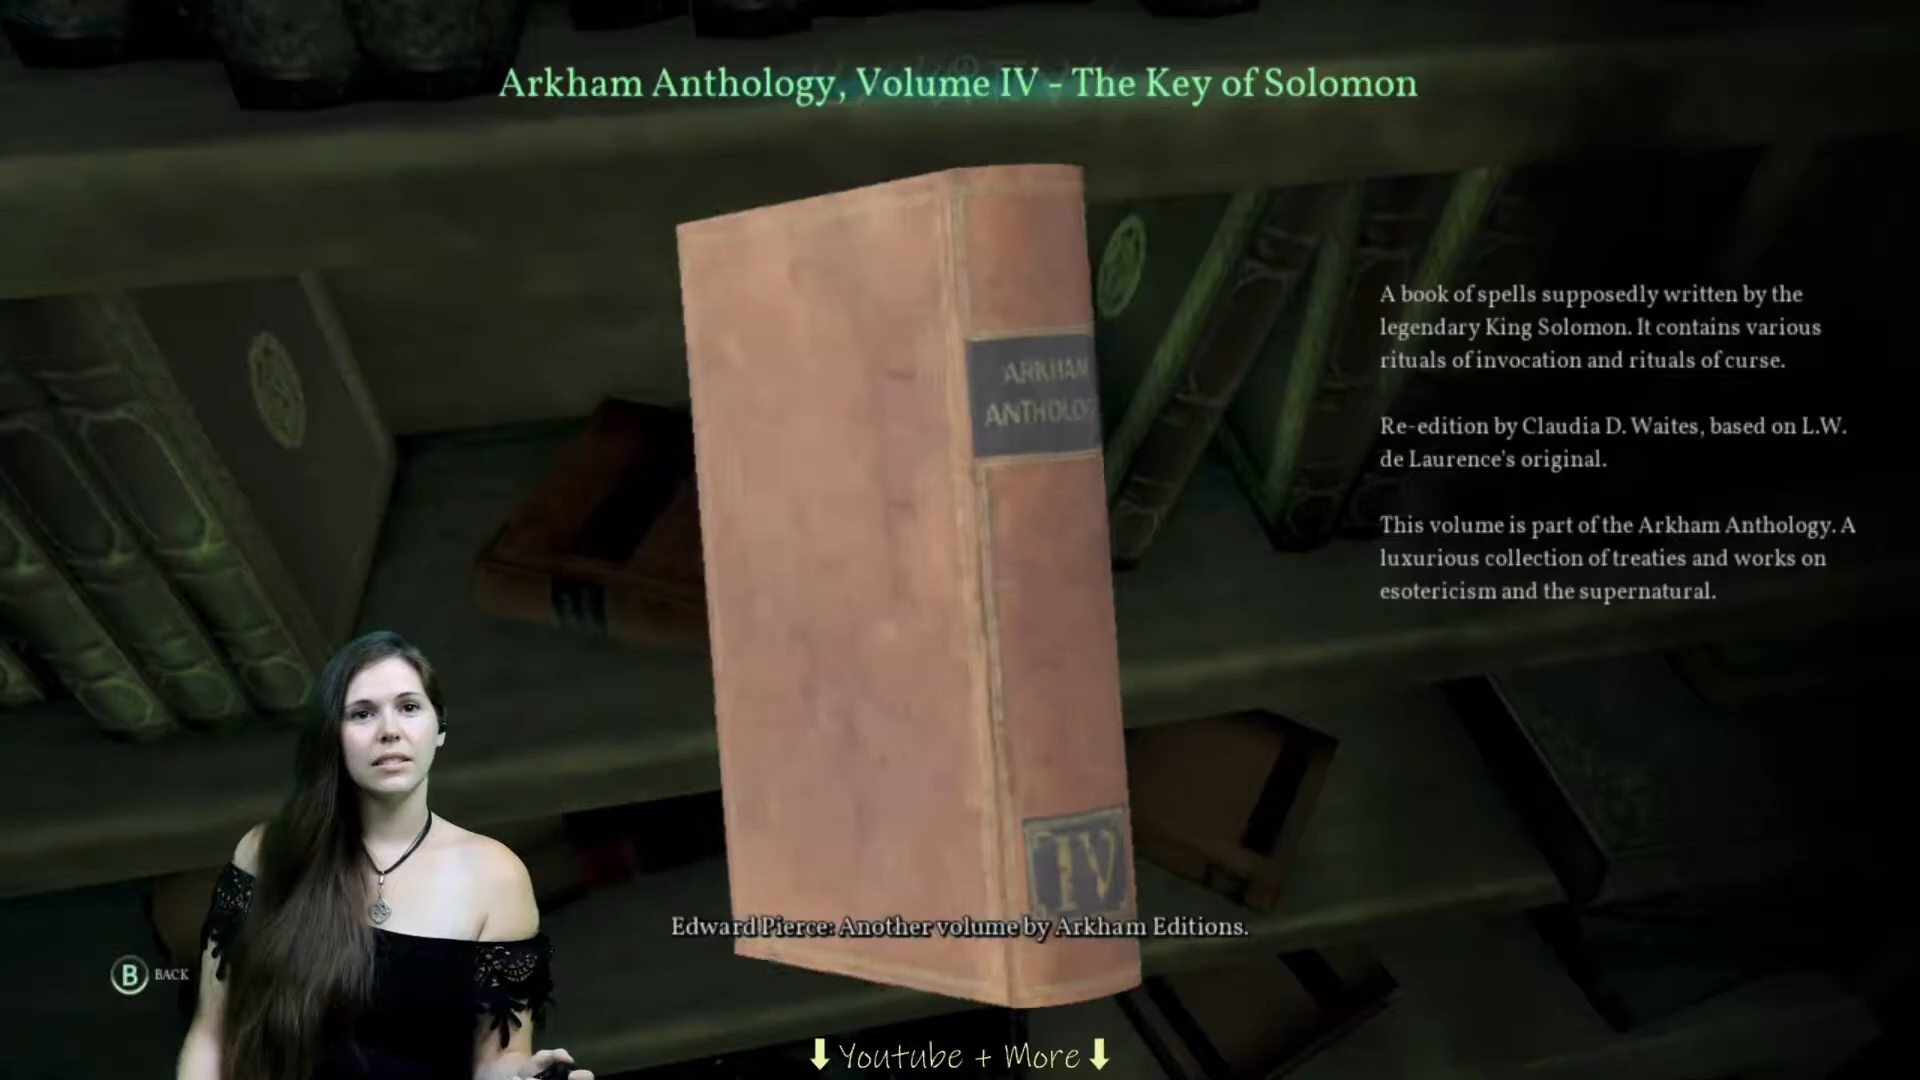 Arkham Anthology, Volume IV - The Key of Solomon
ARKHAM
ANTHOLOGY
A book of spells supposedly written by the
legendary King Solomon. It contains various
rituals of invocation and rituals of curse.
Re-edition by Claudia D. Waites, based on L.W.
de Laurence's original.
This volume is part of the Arkham Anthology. A
luxurious collection of treaties and works on
esotericism and the supernatural.
IV
Edward Pierce: Another volume by Arkham Editions.
B BACK
Youtube + More